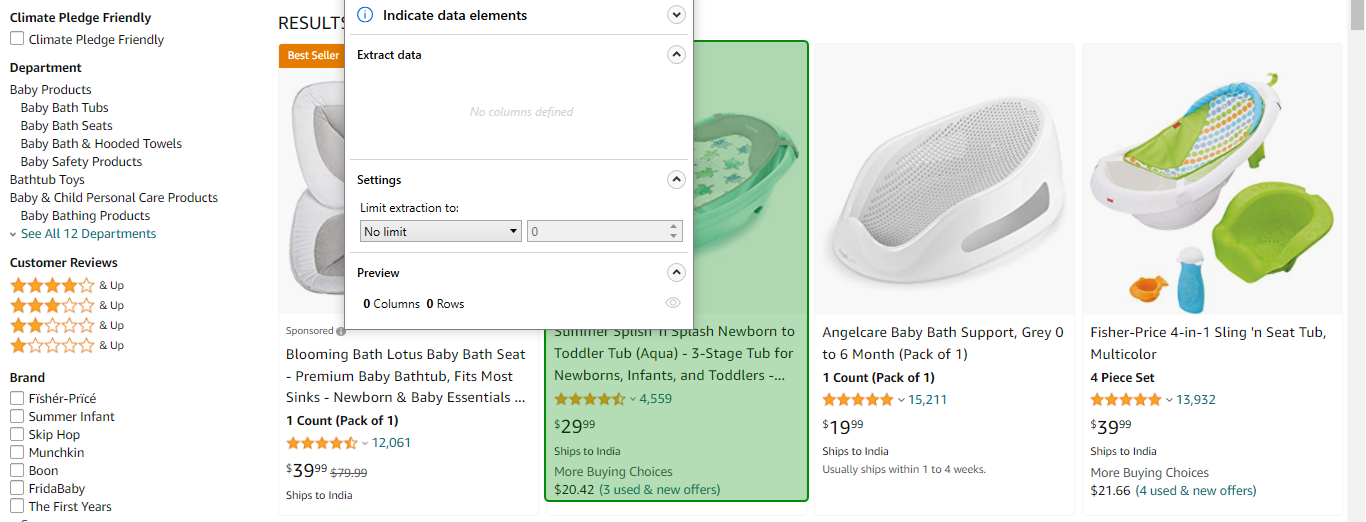 Climate Pledge Friendly
Climate Pledge Friendly
Department
Baby Products
Baby Bath Tubs
Baby Bath Seats
Baby Bath & Hooded Towels
Baby Safety Products
Bathtub Toys
Baby & Child Personal Care Products
Baby Bathing Products
See All 12 Departments
Customer Reviews
& Up
& Up
& Up
& Up
Brand
Fïshér-Prïcé
Summer Infant
Skip Hop
Munchkin
Boon
FridaBaby
The First Years
RESULTS
Indicate data elements
Extract data
No columns defined
Settings
Limit extraction to:
No limit
0
Preview
0 Columns 0 Rows
Best Seller
Sponsored
Blooming Bath Lotus Baby Bath Seat
- Premium Baby Bathtub, Fits Most
Sinks - Newborn & Baby Essentials ...
1 Count (Pack of 1)
12,061
$39.99 $79.99
Ships to India
Summer Splish 'n Splash Newborn to
Toddler Tub (Aqua) - 3-Stage Tub for
Newborns, Infants, and Toddlers -...
4,559
$29.99
Ships to India
More Buying Choices
$20.42 (3 used & new offers)
Angelcare Baby Bath Support, Grey 0
to 6 Month (Pack of 1)
1 Count (Pack of 1)
15,211
$19.99
Ships to India
Usually ships within 1 to 4 weeks.
Fisher-Price 4-in-1 Sling 'n Seat Tub,
Multicolor
4 Piece Set
13,932
$39.99
Ships to India
More Buying Choices
$21.66 (4 used & new offers)